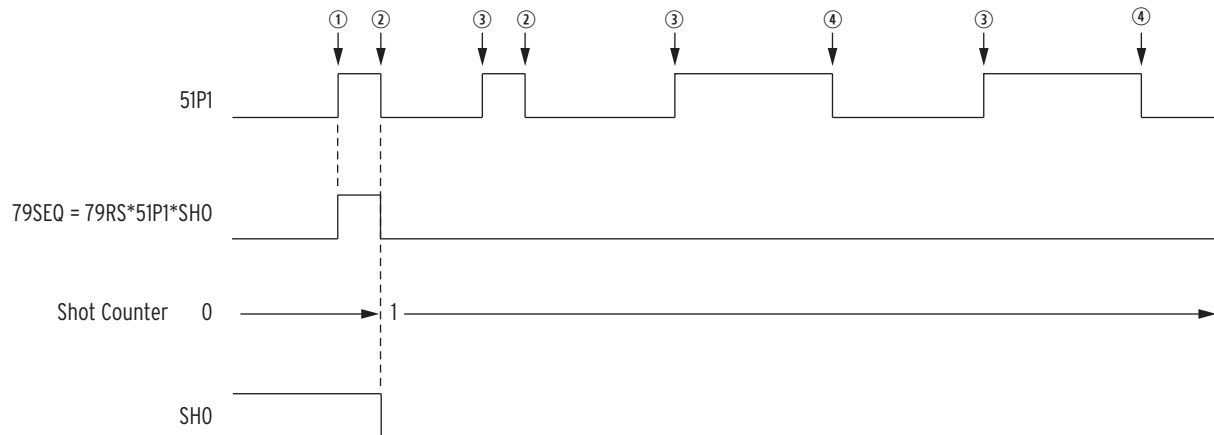 ① ② ③ ② ③ ④ ③ ④
51P1
79SEQ = 79RS*51P1*SH0
Shot Counter 0 1
SH0